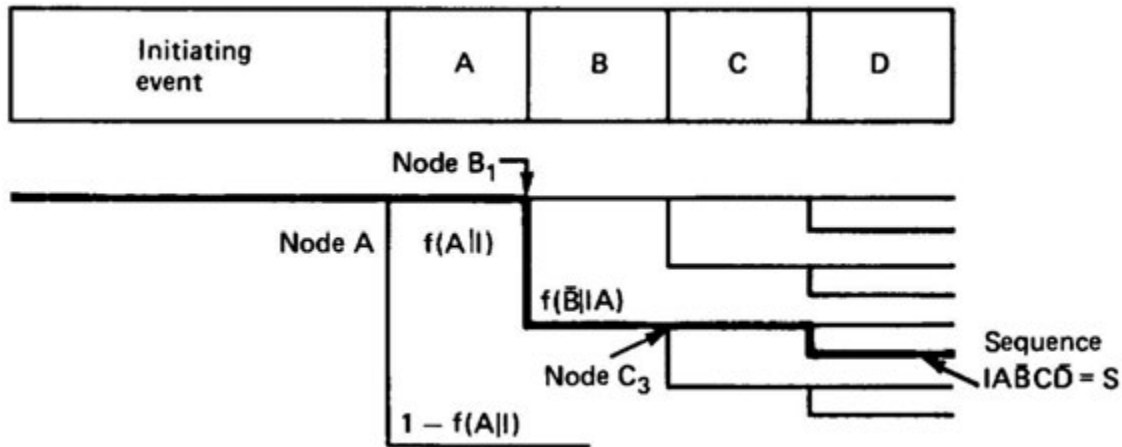 Initiating
event
A
B
C
D
Node B₁
Node A
f(A|I)
f(B̄|IA)
Node C₃
Sequence
IAB̄CD̄ = S
1 − f(A|I)